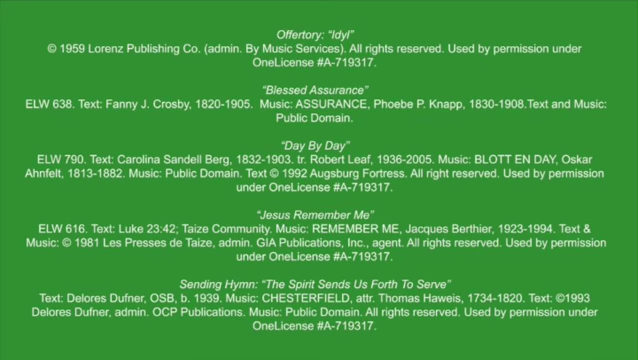 Offertory: “Idyl”
© 1959 Lorenz Publishing Co. (admin. By Music Services). All rights reserved. Used by permission under
OneLicense #A-719317.
“Blessed Assurance”
ELW 638. Text: Fanny J. Crosby, 1820-1905.  Music: ASSURANCE, Phoebe P. Knapp, 1830-1908.Text and Music:
Public Domain.
“Day By Day”
ELW 790. Text: Carolina Sandell Berg, 1832-1903. tr. Robert Leaf, 1936-2005. Music: BLOTT EN DAY, Oskar
Ahnfelt, 1813-1882. Music: Public Domain. Text © 1992 Augsburg Fortress. All right reserved. Used by permission
under OneLicense #A-719317.
“Jesus Remember Me”
ELW 616. Text: Luke 23:42; Taize Community. Music: REMEMBER ME, Jacques Berthier, 1923-1994. Text &
Music: © 1981 Les Presses de Taize, admin. GIA Publications, Inc., agent. All rights reserved. Used by permission
under OneLicense #A-719317.
Sending Hymn: “The Spirit Sends Us Forth To Serve”
Text: Delores Dufner, OSB, b. 1939. Music: CHESTERFIELD, attr. Thomas Haweis, 1734-1820. Text: ©1993
Delores Dufner, admin. OCP Publications. Music: Public Domain. All rights reserved. Used by permission under
OneLicense #A-719317.